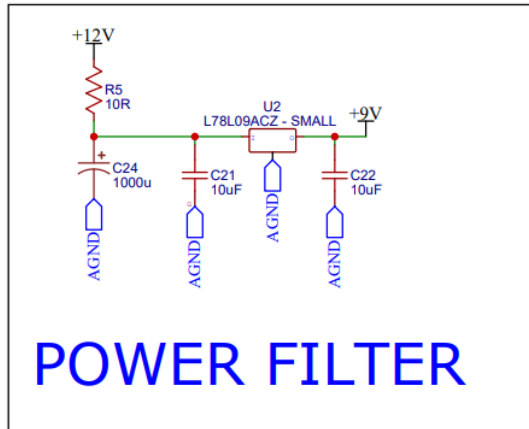 +12V
R5
10R
U2
L78L09ACZ - SMALL
+9V
+
C24
1000u
C21
10uF
C22
10uF
AGND
AGND
AGND
AGND
POWER FILTER